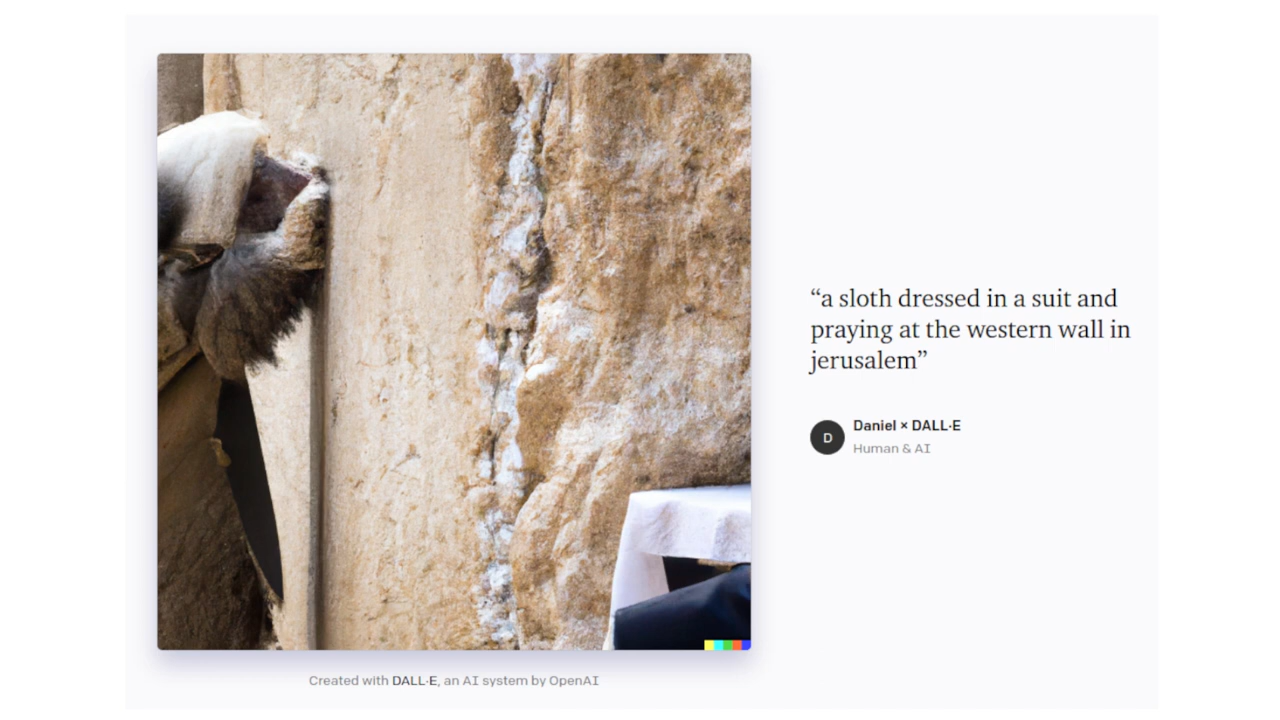 “a sloth dressed in a suit and
praying at the western wall in
jerusalem”
D
Daniel × DALL·E
Human & AI
Created with DALL·E, an AI system by OpenAI